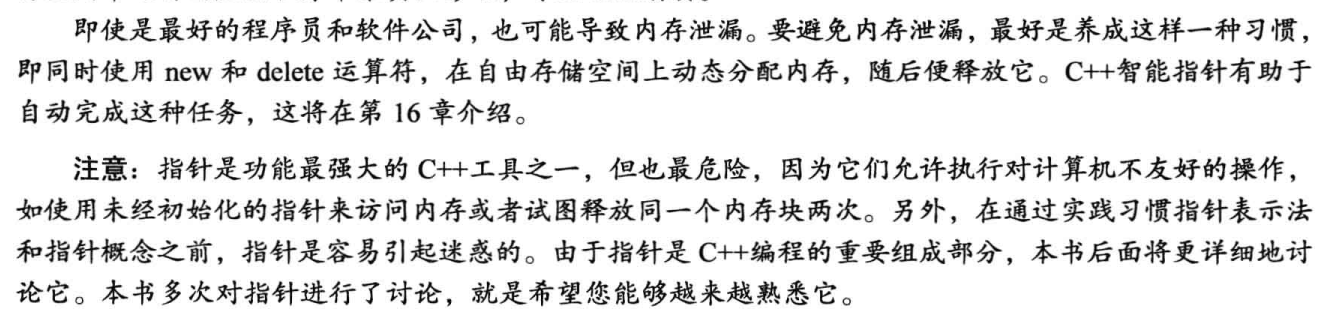 即使是最好的程序员和软件公司，也可能导致内存泄漏。要避免内存泄漏，最好是养成这样一种习惯，
即同时使用 new 和 delete 运算符，在自由存储空间上动态分配内存，随后便释放它。C++智能指针有助于
自动完成这种任务，这将在第 16 章介绍。
注意：指针是功能最强大的 C++工具之一，但也最危险，因为它们允许执行对计算机不友好的操作，
如使用未经初始化的指针来访问内存或者试图释放同一个内存块两次。另外，在通过实践习惯指针表示法
和指针概念之前，指针是容易引起迷惑的。由于指针是 C++编程的重要组成部分，本书后面将更详细地讨
论它。本书多次对指针进行了讨论，就是希望您能够越来越熟悉它。